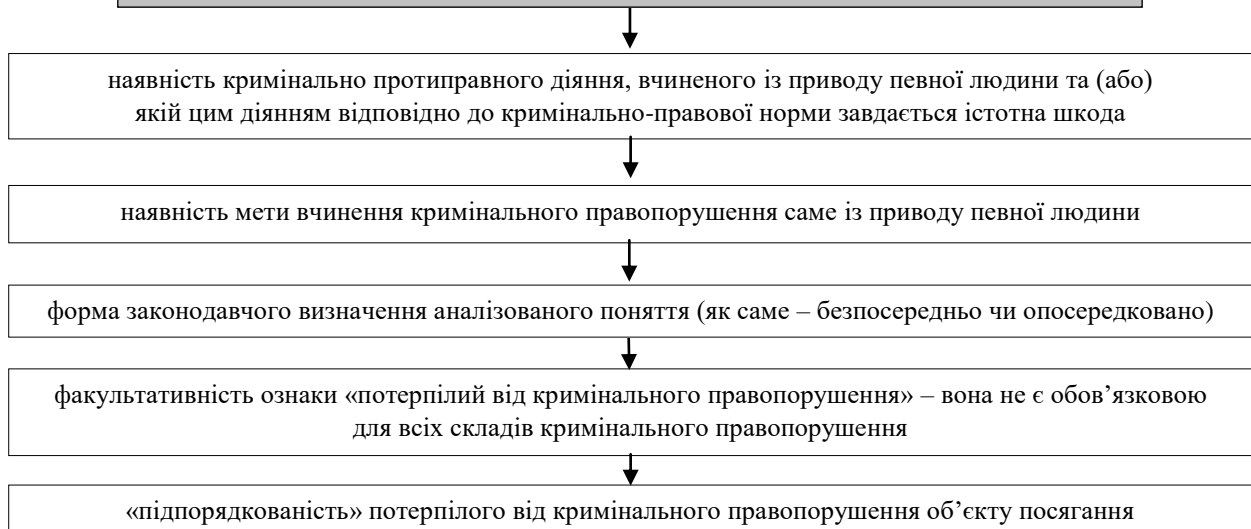 наявність кримінально протиправного діяння, вчиненого із приводу певної людини та (або)
якій цим діянням відповідно до кримінально-правової норми завдається істотна шкода
наявність мети вчинення кримінального правопорушення саме із приводу певної людини
форма законодавчого визначення аналізованого поняття (як саме – безпосередньо чи опосередковано)
факультативність ознаки «потерпілий від кримінального правопорушення» – вона не є обов’язковою
для всіх складів кримінального правопорушення
«підпорядкованість» потерпілого від кримінального правопорушення об’єкту посягання